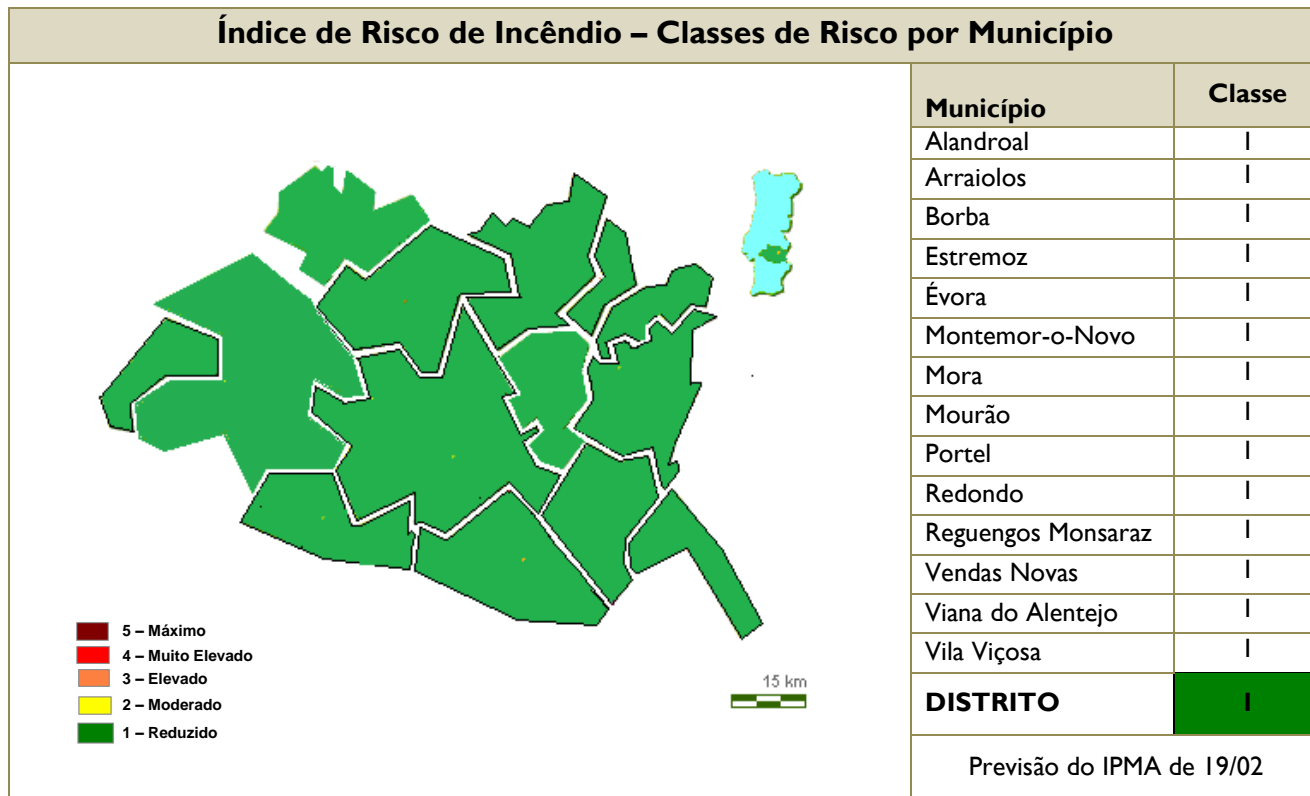 Índice de Risco de Incêndio – Classes de Risco por Município
Município Classe
Alandroal 1
Arraiolos 1
Borba 1
Estremoz 1
Évora 1
Montemor-o-Novo 1
Mora 1
Mourão 1
Portel 1
Redondo 1
Reguengos Monsaraz 1
Vendas Novas 1
Viana do Alentejo 1
Vila Viçosa 1
DISTRITO 1
Previsão do IPMA de 19/02
5 – Máximo
4 – Muito Elevado
3 – Elevado
2 – Moderado
1 – Reduzido
15 km